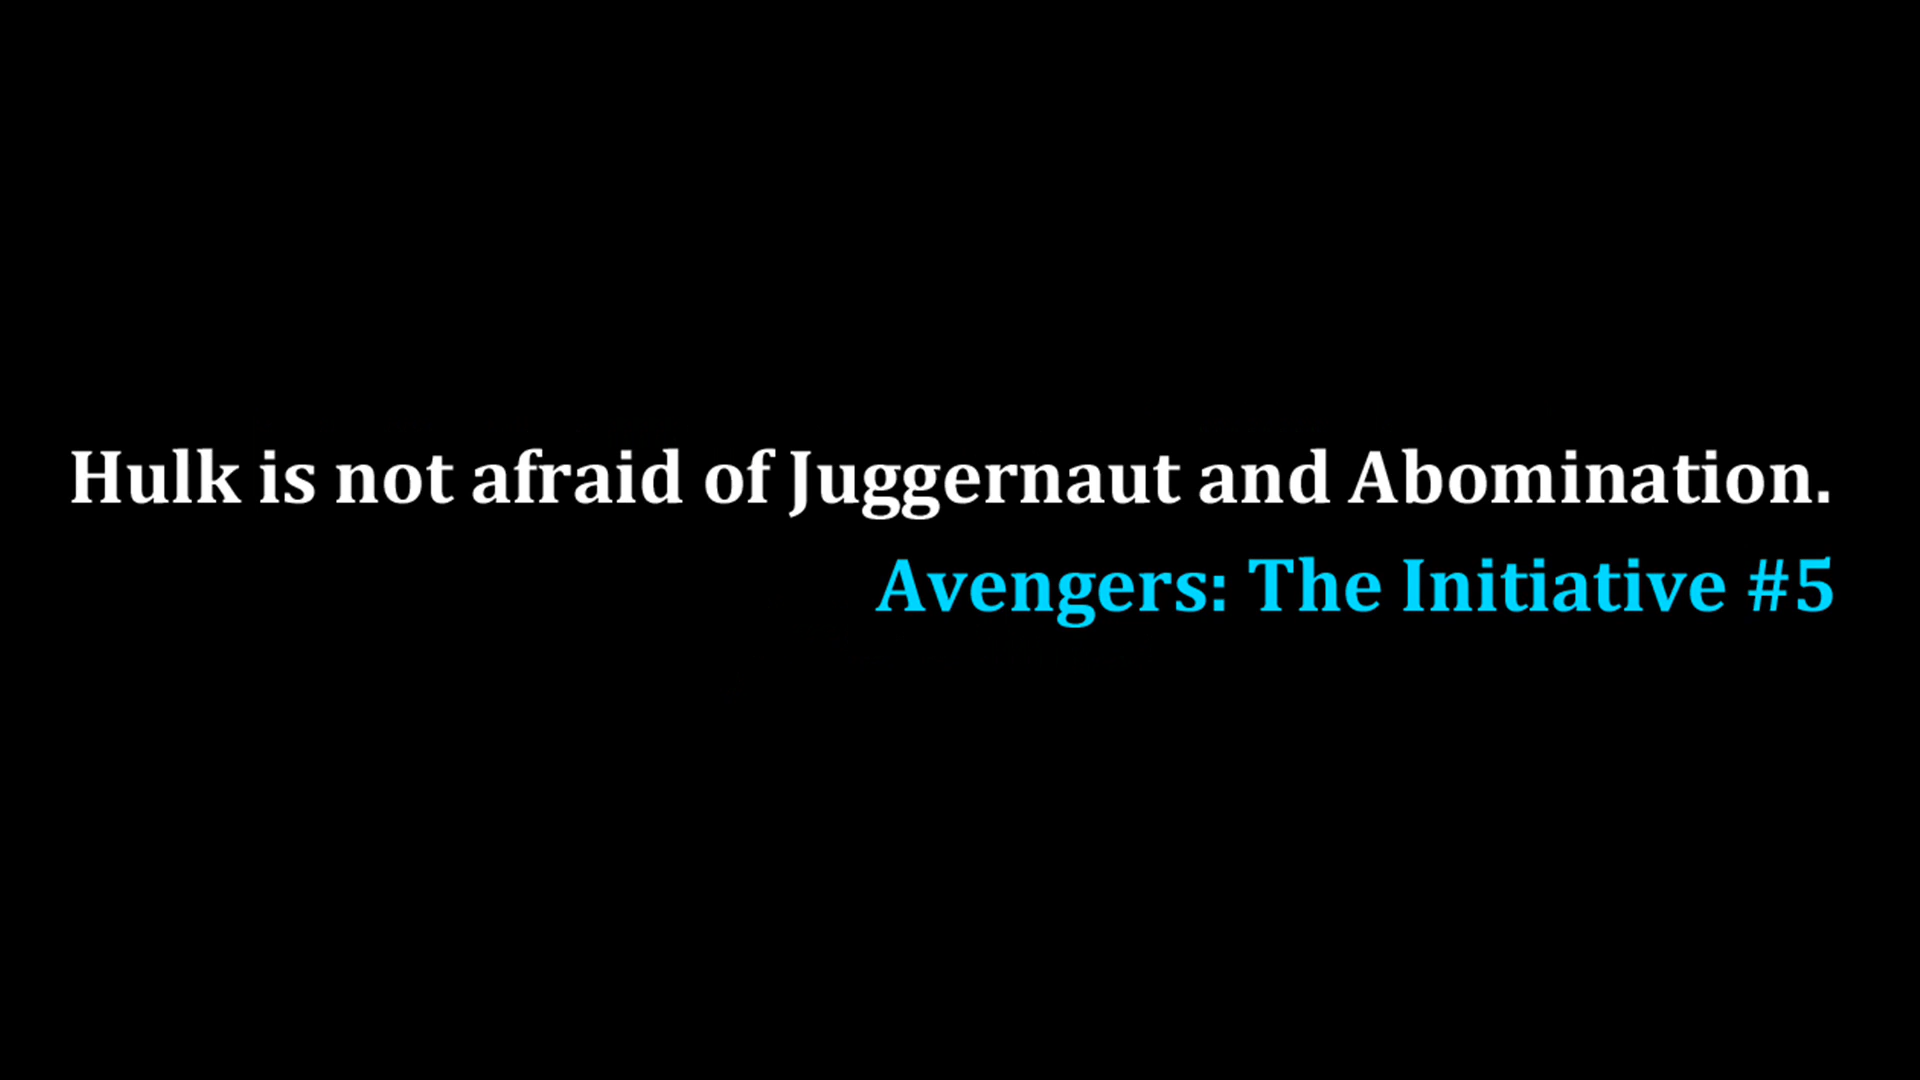 Hulk is not afraid of Juggernaut and Abomination.
Avengers: The Initiative #5